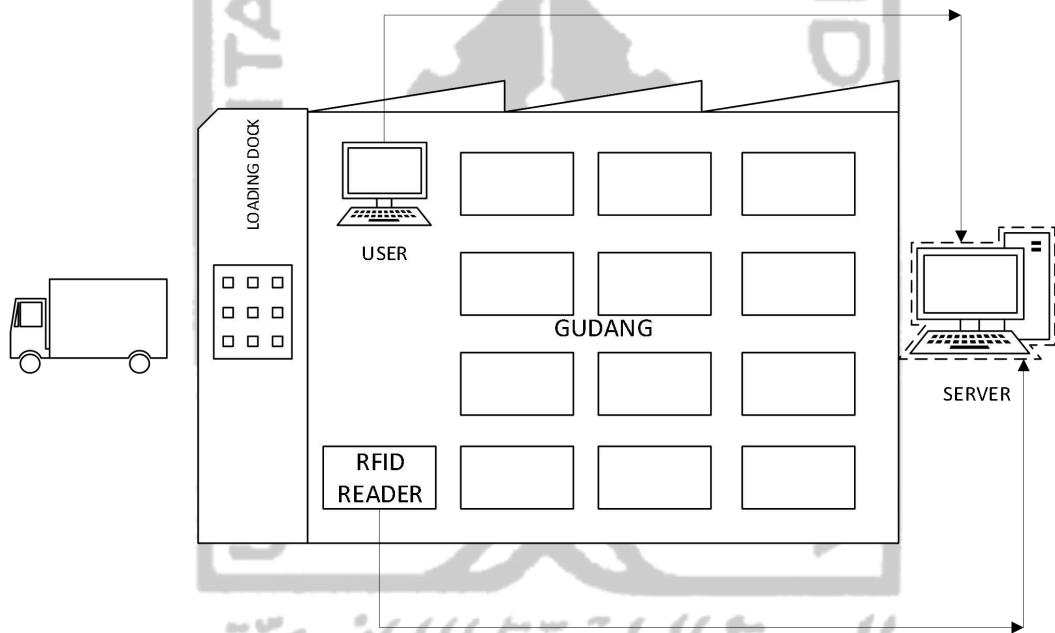 LOADING DOCK
USER
GUDANG
SERVER
RFID
READER